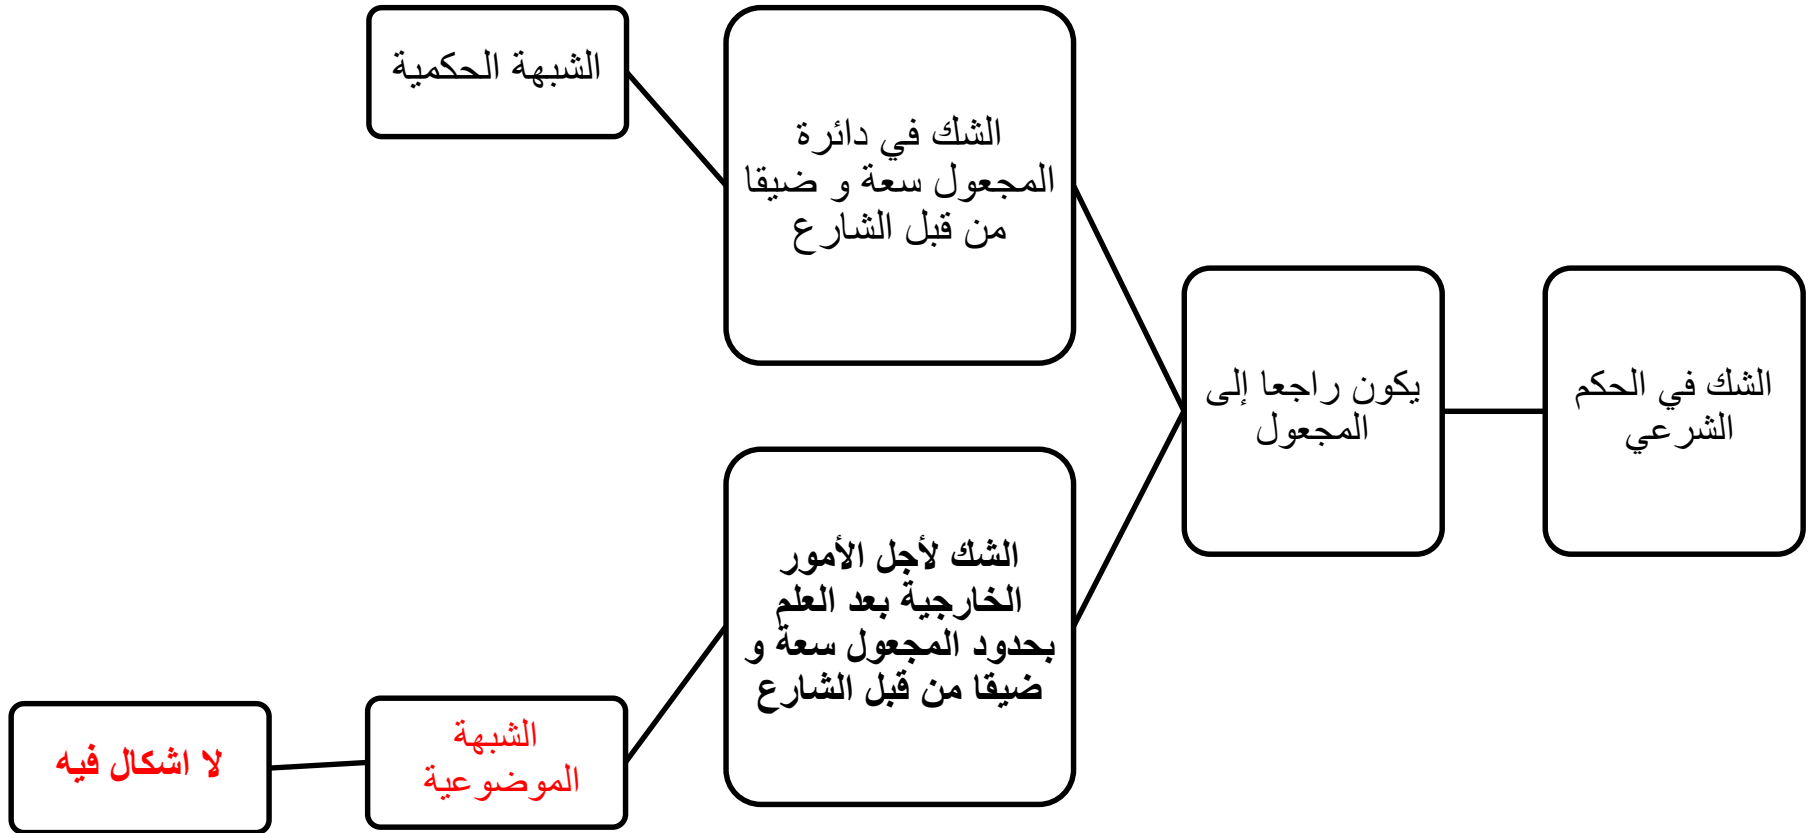 الشك في الحكم
الشرعي
يكون راجعا إلى
المجعول
الشك في دائرة
المجعول سعة و ضيقا
من قبل الشارع
الشبهة الحكمية
الشك لأجل الأمور
الخارجية بعد العلم
بحدود المجعول سعة و
ضيقا من قبل الشارع
الشبهة
الموضوعية
لا اشكال فيه